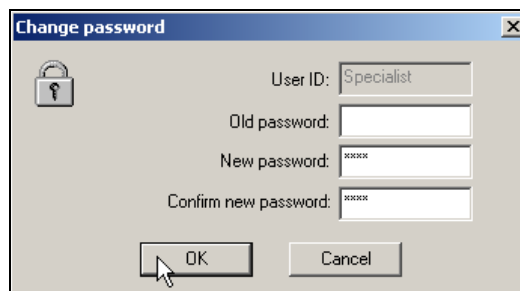 Change password
User ID: Specialist
Old password:
New password: ****
Confirm new password: ****
OK Cancel